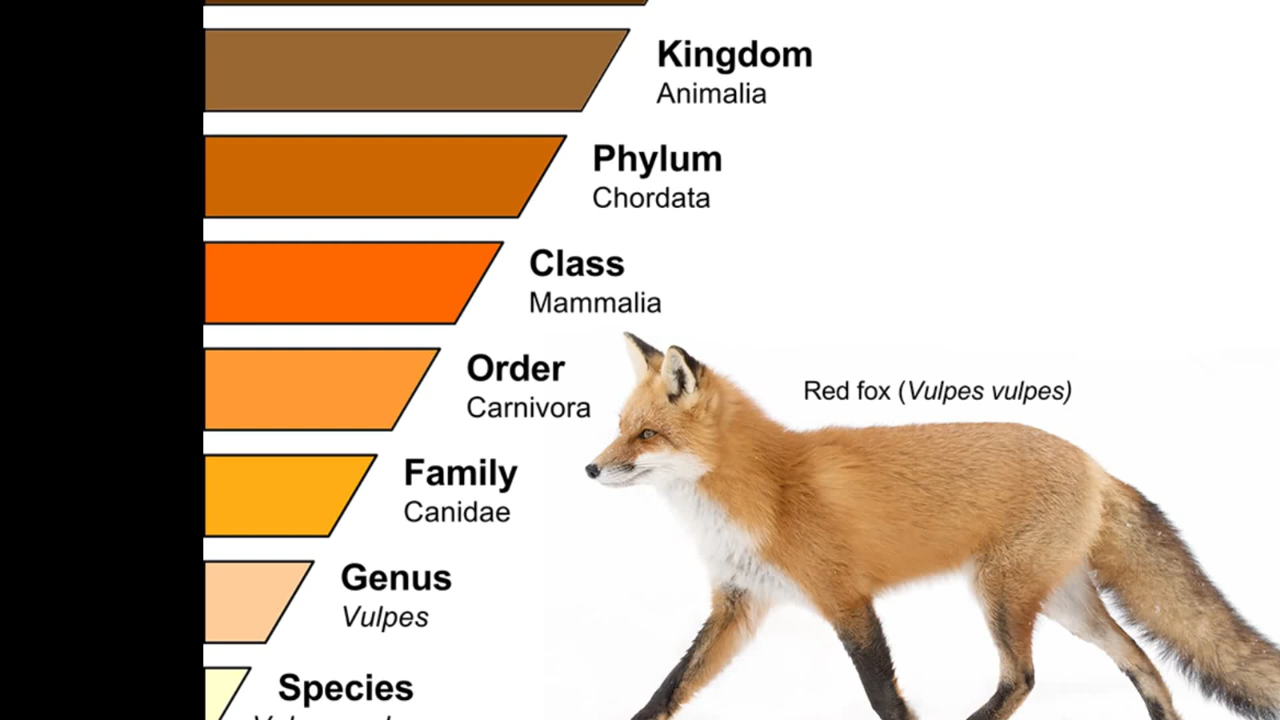 Kingdom
Animalia
Phylum
Chordata
Class
Mammalia
Order
Carnivora
Red fox (Vulpes vulpes)
Family
Canidae
Genus
Vulpes
Species